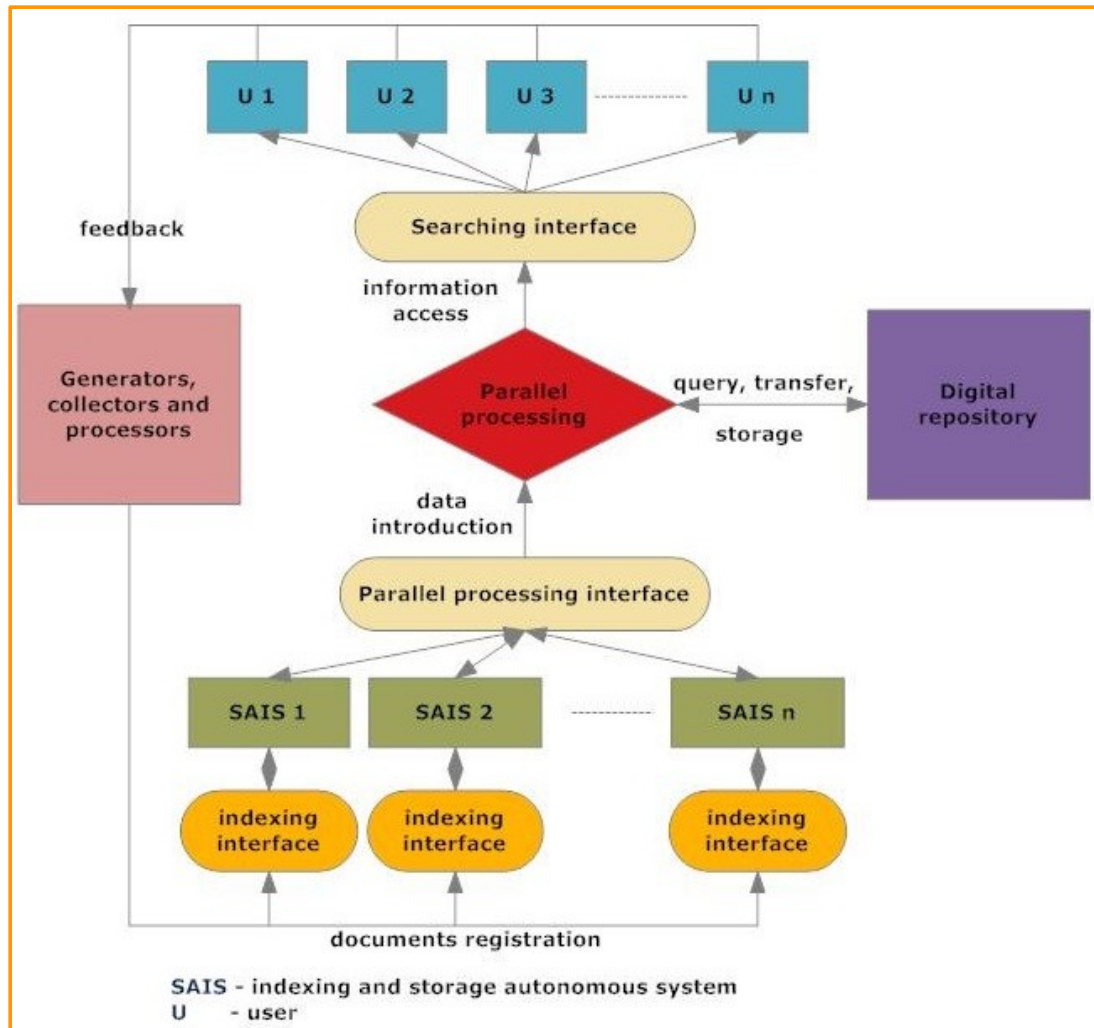 U 1
U 2
U 3
U n
Searching interface
feedback
information
access
Generators,
collectors and
processors
Parallel
processing
query, transfer,
storage
Digital
repository
data
introduction
Parallel processing interface
SAIS 1
SAIS 2
SAIS n
indexing
interface
indexing
interface
indexing
interface
documents registration
SAIS - indexing and storage autonomous system
U - user